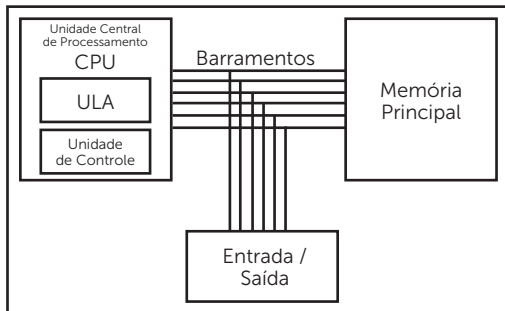 Unidade Central
de Processamento
CPU
ULA
Unidade
de Controle
Barramentos
Memória
Principal
Entrada /
Saída